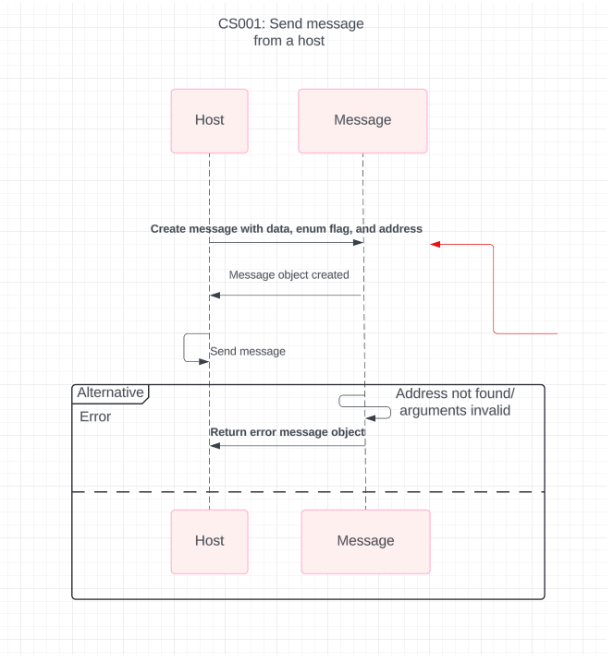 CS001: Send message
from a host
Host
Message
Create message with data, enum flag, and address
Message object created
Send message
Alternative
Address not found/
arguments invalid
Error
Return error message object
Host
Message